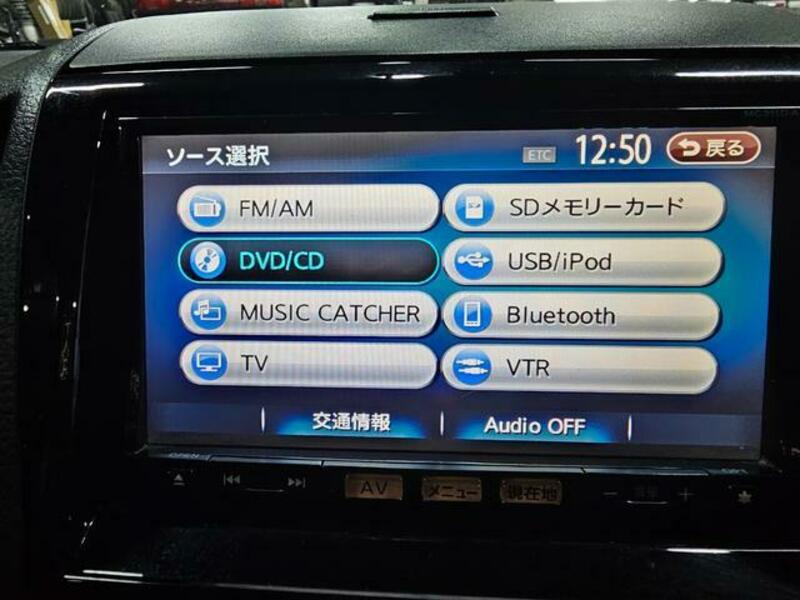 ソース選択
ETC 12:50 戻る
FM/AM
SDメモリーカード
DVD/CD
USB/iPod
MUSIC CATCHER
Bluetooth
TV
VTR
交通情報
Audio OFF
OPEN
AV メニュー 現在地